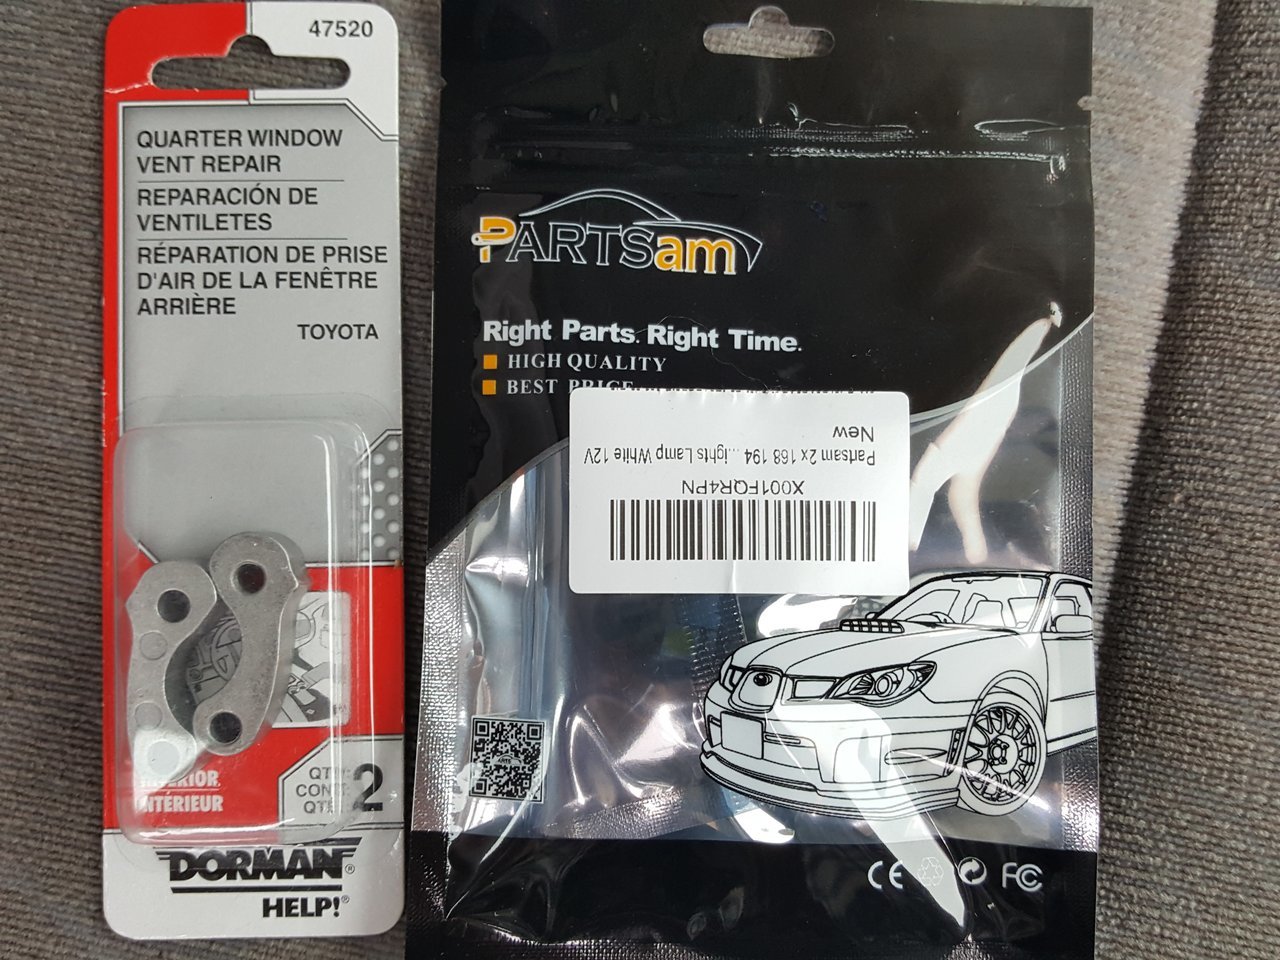 47520
QUARTER WINDOW
VENT REPAIR
REPARACIÓN DE
VENTILETES
RÉPARATION DE PRISE
D'AIR DE LA FENÊTRE
ARRIÈRE
TOYOTA
INTÉRIEUR
2
DORMAN®
HELP!®
PARTSam
Right Parts. Right Time.
HIGH QUALITY
BEST PRICE
X001FQR4PN
Partsam 2x 168 194 ...ights Lamp White 12V
New
CE
FC